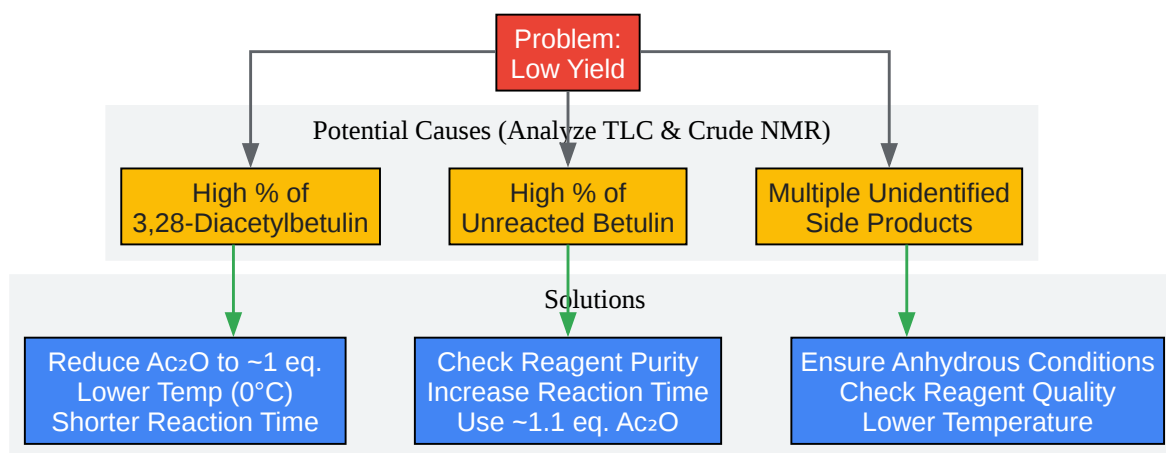 Problem:
Low Yield
Potential Causes (Analyze TLC & Crude NMR)
High % of
3,28-Diacetylbetulin
High % of
Unreacted Betulin
Multiple Unidentified
Side Products
Solutions
Reduce Ac₂O to ~1 eq.
Lower Temp (0°C)
Shorter Reaction Time
Check Reagent Purity
Increase Reaction Time
Use ~1.1 eq. Ac₂O
Ensure Anhydrous Conditions
Check Reagent Quality
Lower Temperature